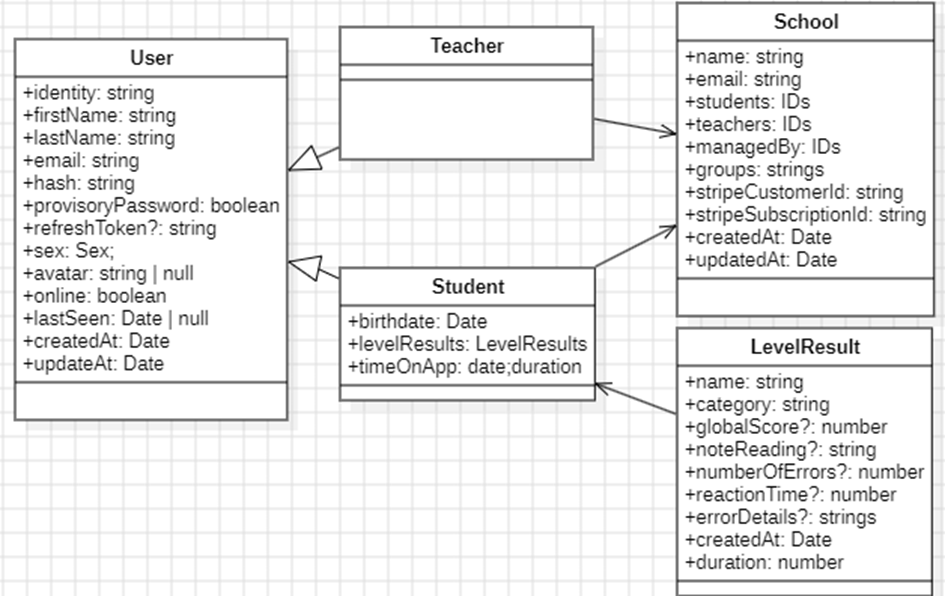 User
+identity: string
+firstName: string
+lastName: string
+email: string
+hash: string
+provisoryPassword: boolean
+refreshToken?: string
+sex: Sex;
+avatar: string | null
+online: boolean
+lastSeen: Date | null
+createdAt: Date
+updateAt: Date
Teacher
Student
+birthdate: Date
+levelResults: LevelResults
+timeOnApp: date;duration
School
+name: string
+email: string
+students: IDs
+teachers: IDs
+managedBy: IDs
+groups: strings
+stripeCustomerId: string
+stripeSubscriptionId: string
+createdAt: Date
+updatedAt: Date
LevelResult
+name: string
+category: string
+globalScore?: number
+noteReading?: string
+numberOfErrors?: number
+reactionTime?: number
+errorDetails?: strings
+createdAt: Date
+duration: number